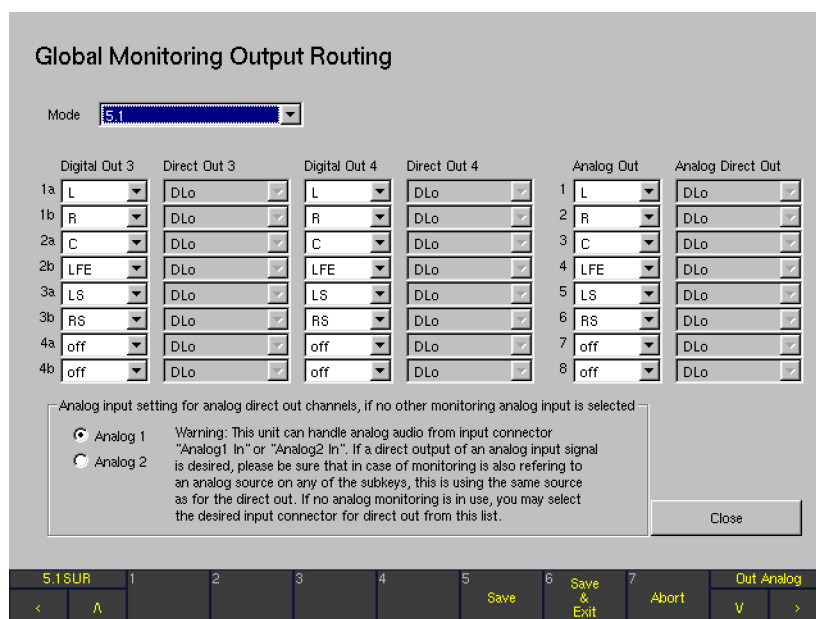 Global Monitoring Output Routing
Mode 5.1
Digital Out 3 Direct Out 3 Digital Out 4 Direct Out 4 Analog Out Analog Direct Out
1a L DLo L DLo 1 L DLo
1b R DLo R DLo 2 R DLo
2a C DLo C DLo 3 C DLo
2b LFE DLo LFE DLo 4 LFE DLo
3a LS DLo LS DLo 5 LS DLo
3b RS DLo RS DLo 6 RS DLo
4a off DLo off DLo 7 off DLo
4b off DLo off DLo 8 off DLo
Analog input setting for analog direct out channels, if no other monitoring analog input is selected
Analog 1
Analog 2
Warning: This unit can handle analog audio from input connector
"Analog1 In" or "Analog2 In". If a direct output of an analog input signal
is desired, please be sure that in case of monitoring is also refering to
an analog source on any of the subkeys, this is using the same source
as for the direct out. If no analog monitoring is in use, you may select
the desired input connector for direct out from this list.
Close
5.1SUR 1 2 3 4 5 Save 6 Save & Exit 7 Abort Out Analog
< Λ V >